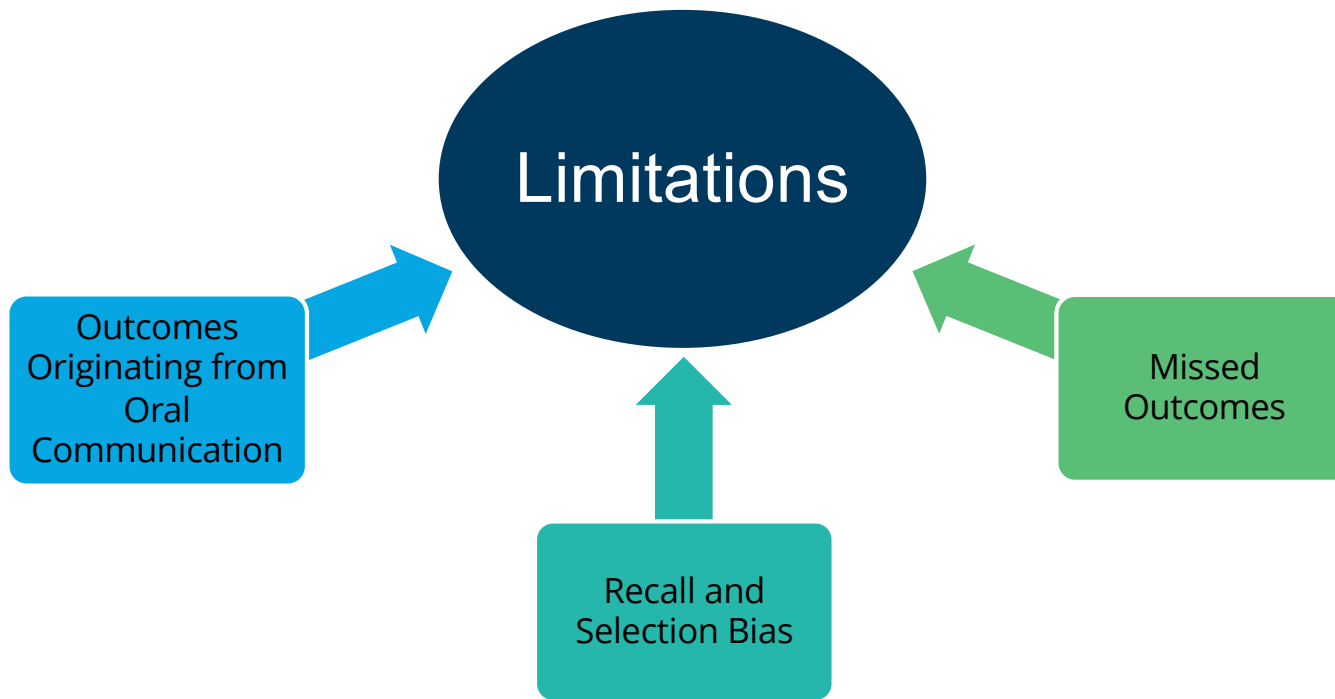 Limitations
Outcomes
Originating from
Oral
Communication
Recall and
Selection Bias
Missed
Outcomes